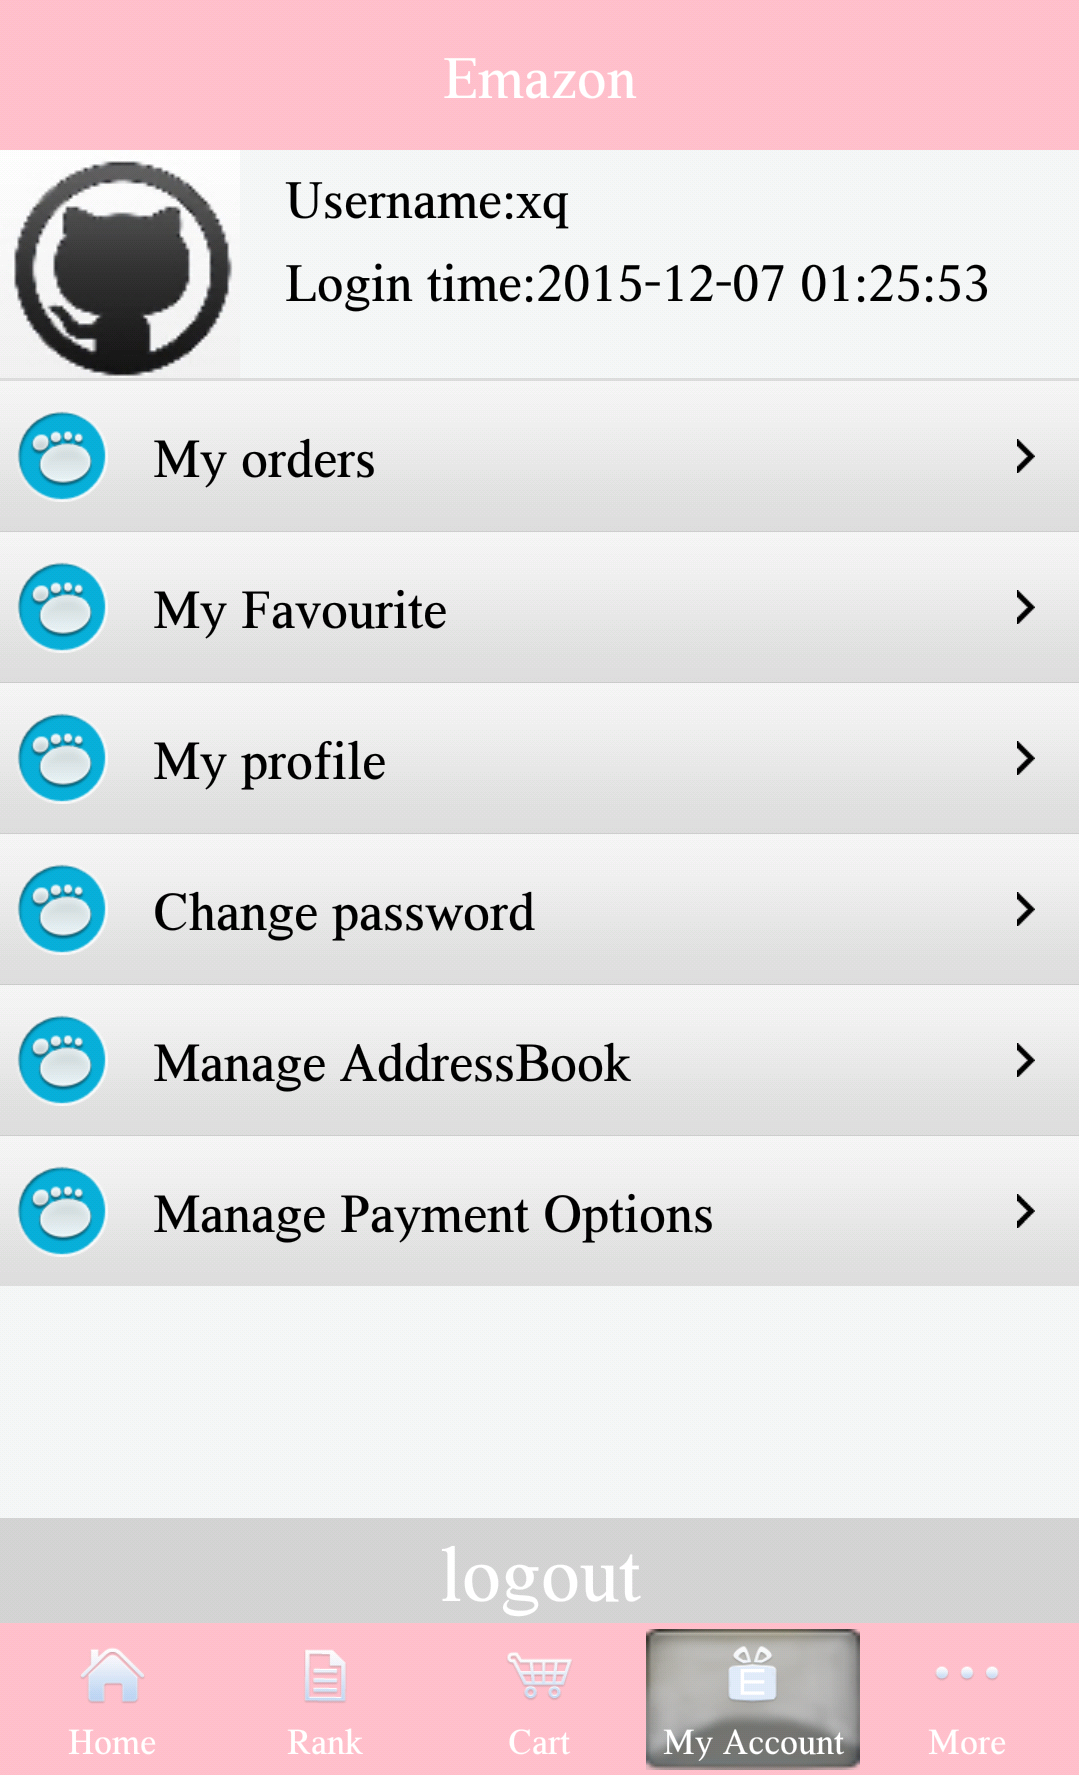 Emazon
Username:xq
Login time:2015-12-07 01:25:53
My orders
My Favourite
My profile
Change password
Manage AddressBook
Manage Payment Options
logout
E
Home
Rank
Cart
My Account
More